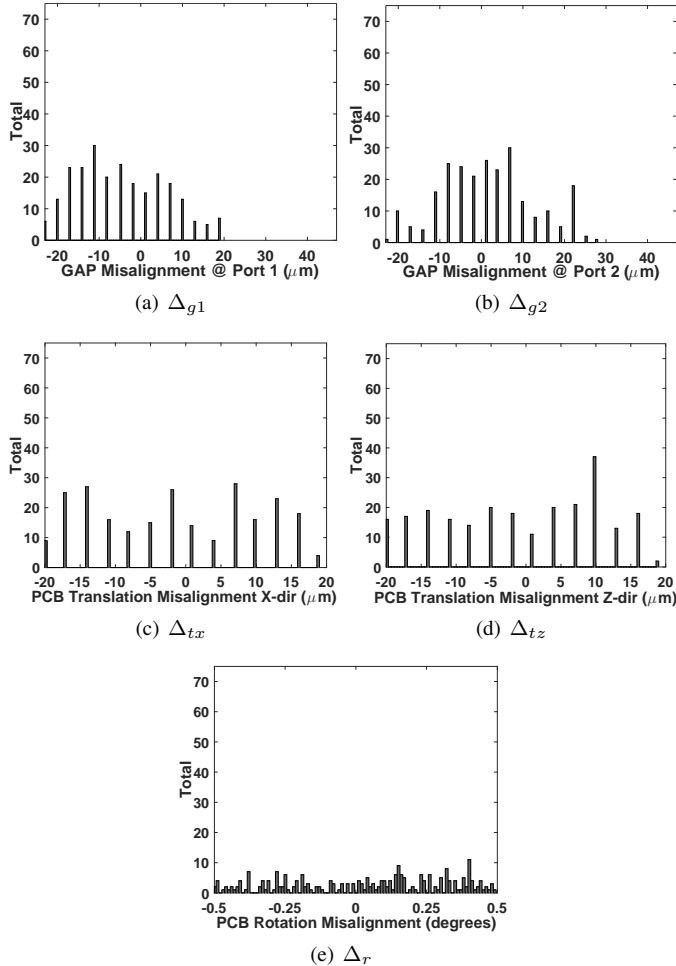 70
60
50
40
30
20
10
0
Total
-20 -10 0 10 20 30 40
GAP Misalignment @ Port 1 (μm)
(a) Δg1
70
60
50
40
30
20
10
0
Total
-20 -10 0 10 20 30 40
GAP Misalignment @ Port 2 (μm)
(b) Δg2
70
60
50
40
30
20
10
0
Total
-20 -15 -10 -5 0 5 10 15 20
PCB Translation Misalignment X-dir (μm)
(c) Δtx
70
60
50
40
30
20
10
0
Total
-20 -15 -10 -5 0 5 10 15 20
PCB Translation Misalignment Z-dir (μm)
(d) Δtz
70
60
50
40
30
20
10
0
Total
-0.5 -0.25 0 0.25 0.5
PCB Rotation Misalignment (degrees)
(e) Δr